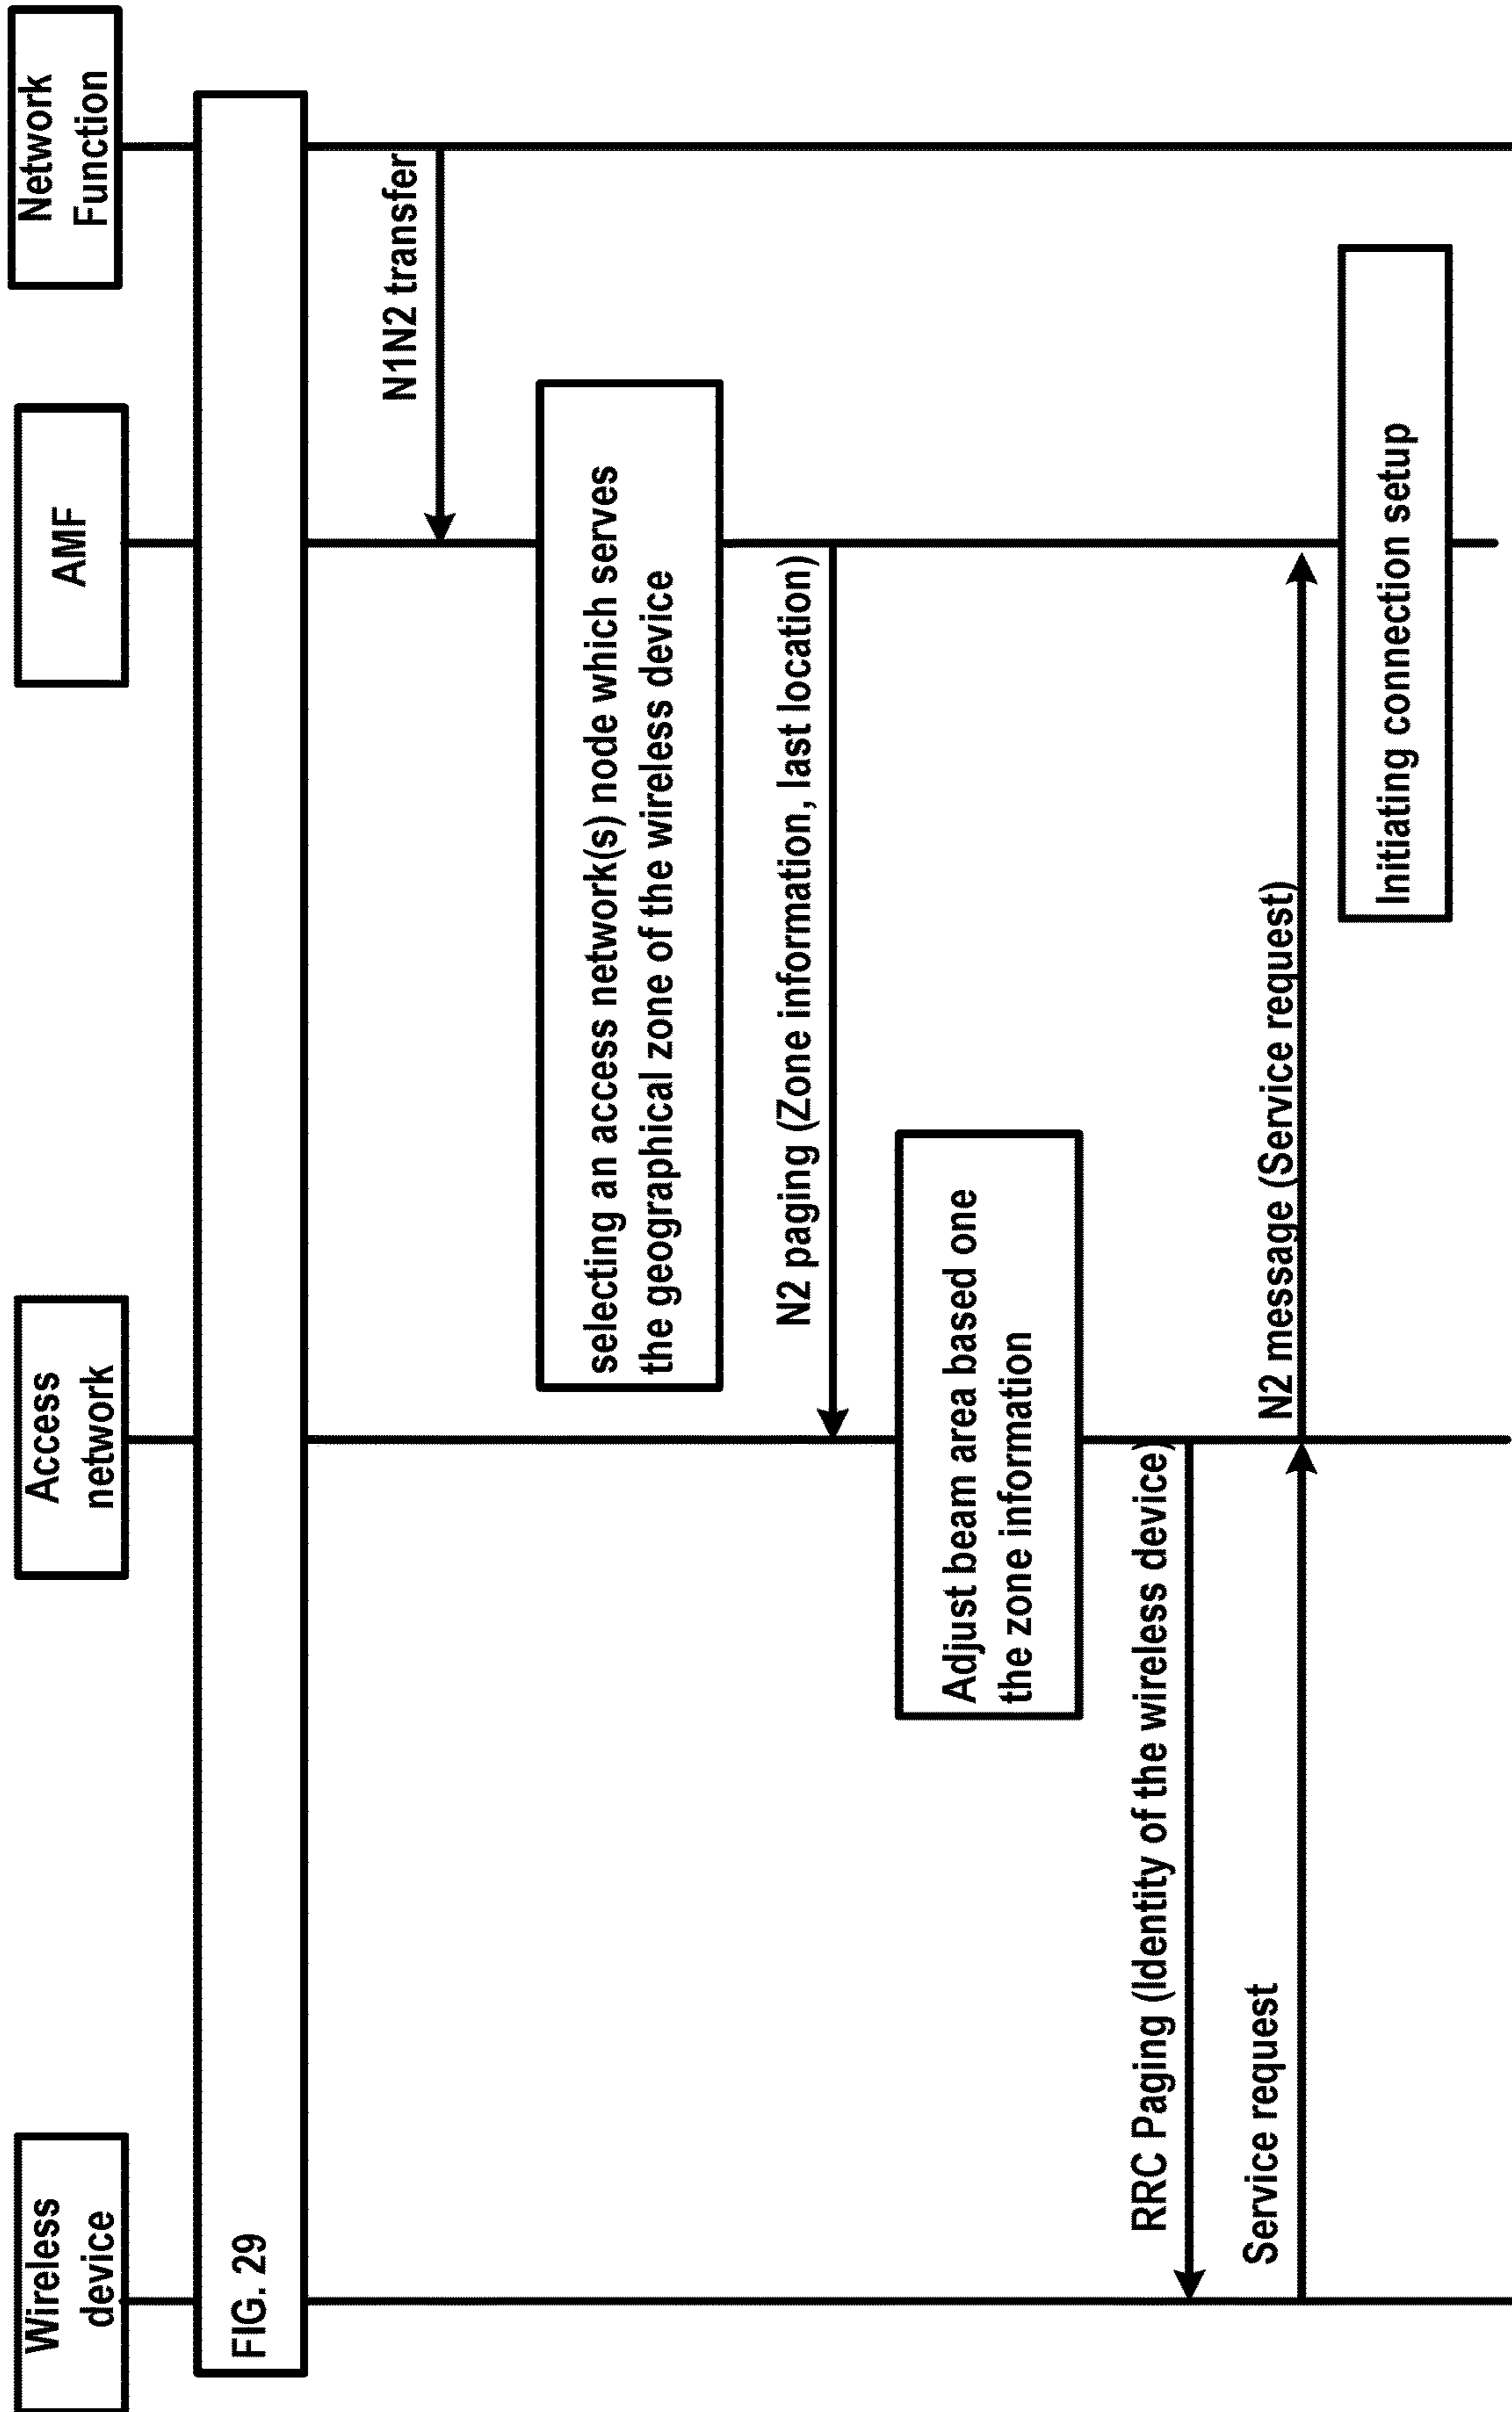 Wireless
device
Access
network
AMF
Network
Function
FIG. 29
N1N2 transfer
selecting an access network(s) node which serves
the geographical zone of the wireless device
N2 paging (Zone information, last location)
Adjust beam area based one
the zone information
RRC Paging (Identity of the wireless device)
Service request
N2 message (Service request)
Initiating connection setup